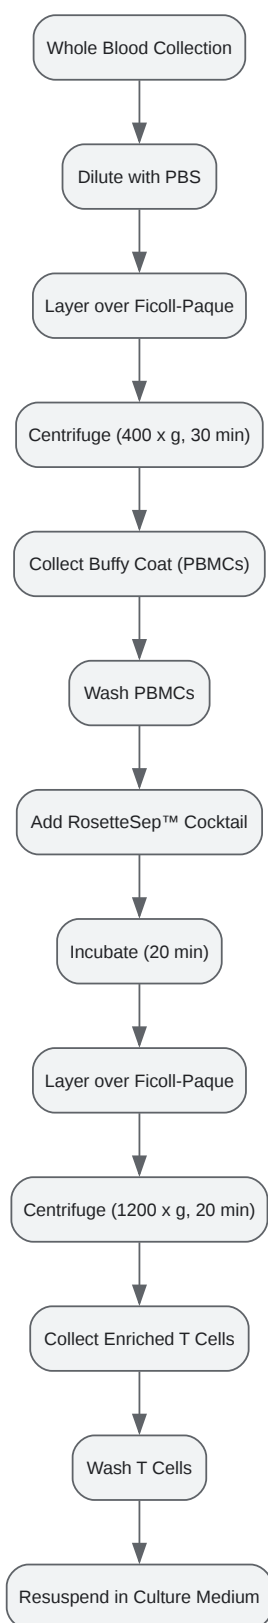 Whole Blood Collection
Dilute with PBS
Layer over Ficoll-Paque
Centrifuge (400 x g, 30 min)
Collect Buffy Coat (PBMCs)
Wash PBMCs
Add RosetteSep™ Cocktail
Incubate (20 min)
Layer over Ficoll-Paque
Centrifuge (1200 x g, 20 min)
Collect Enriched T Cells
Wash T Cells
Resuspend in Culture Medium